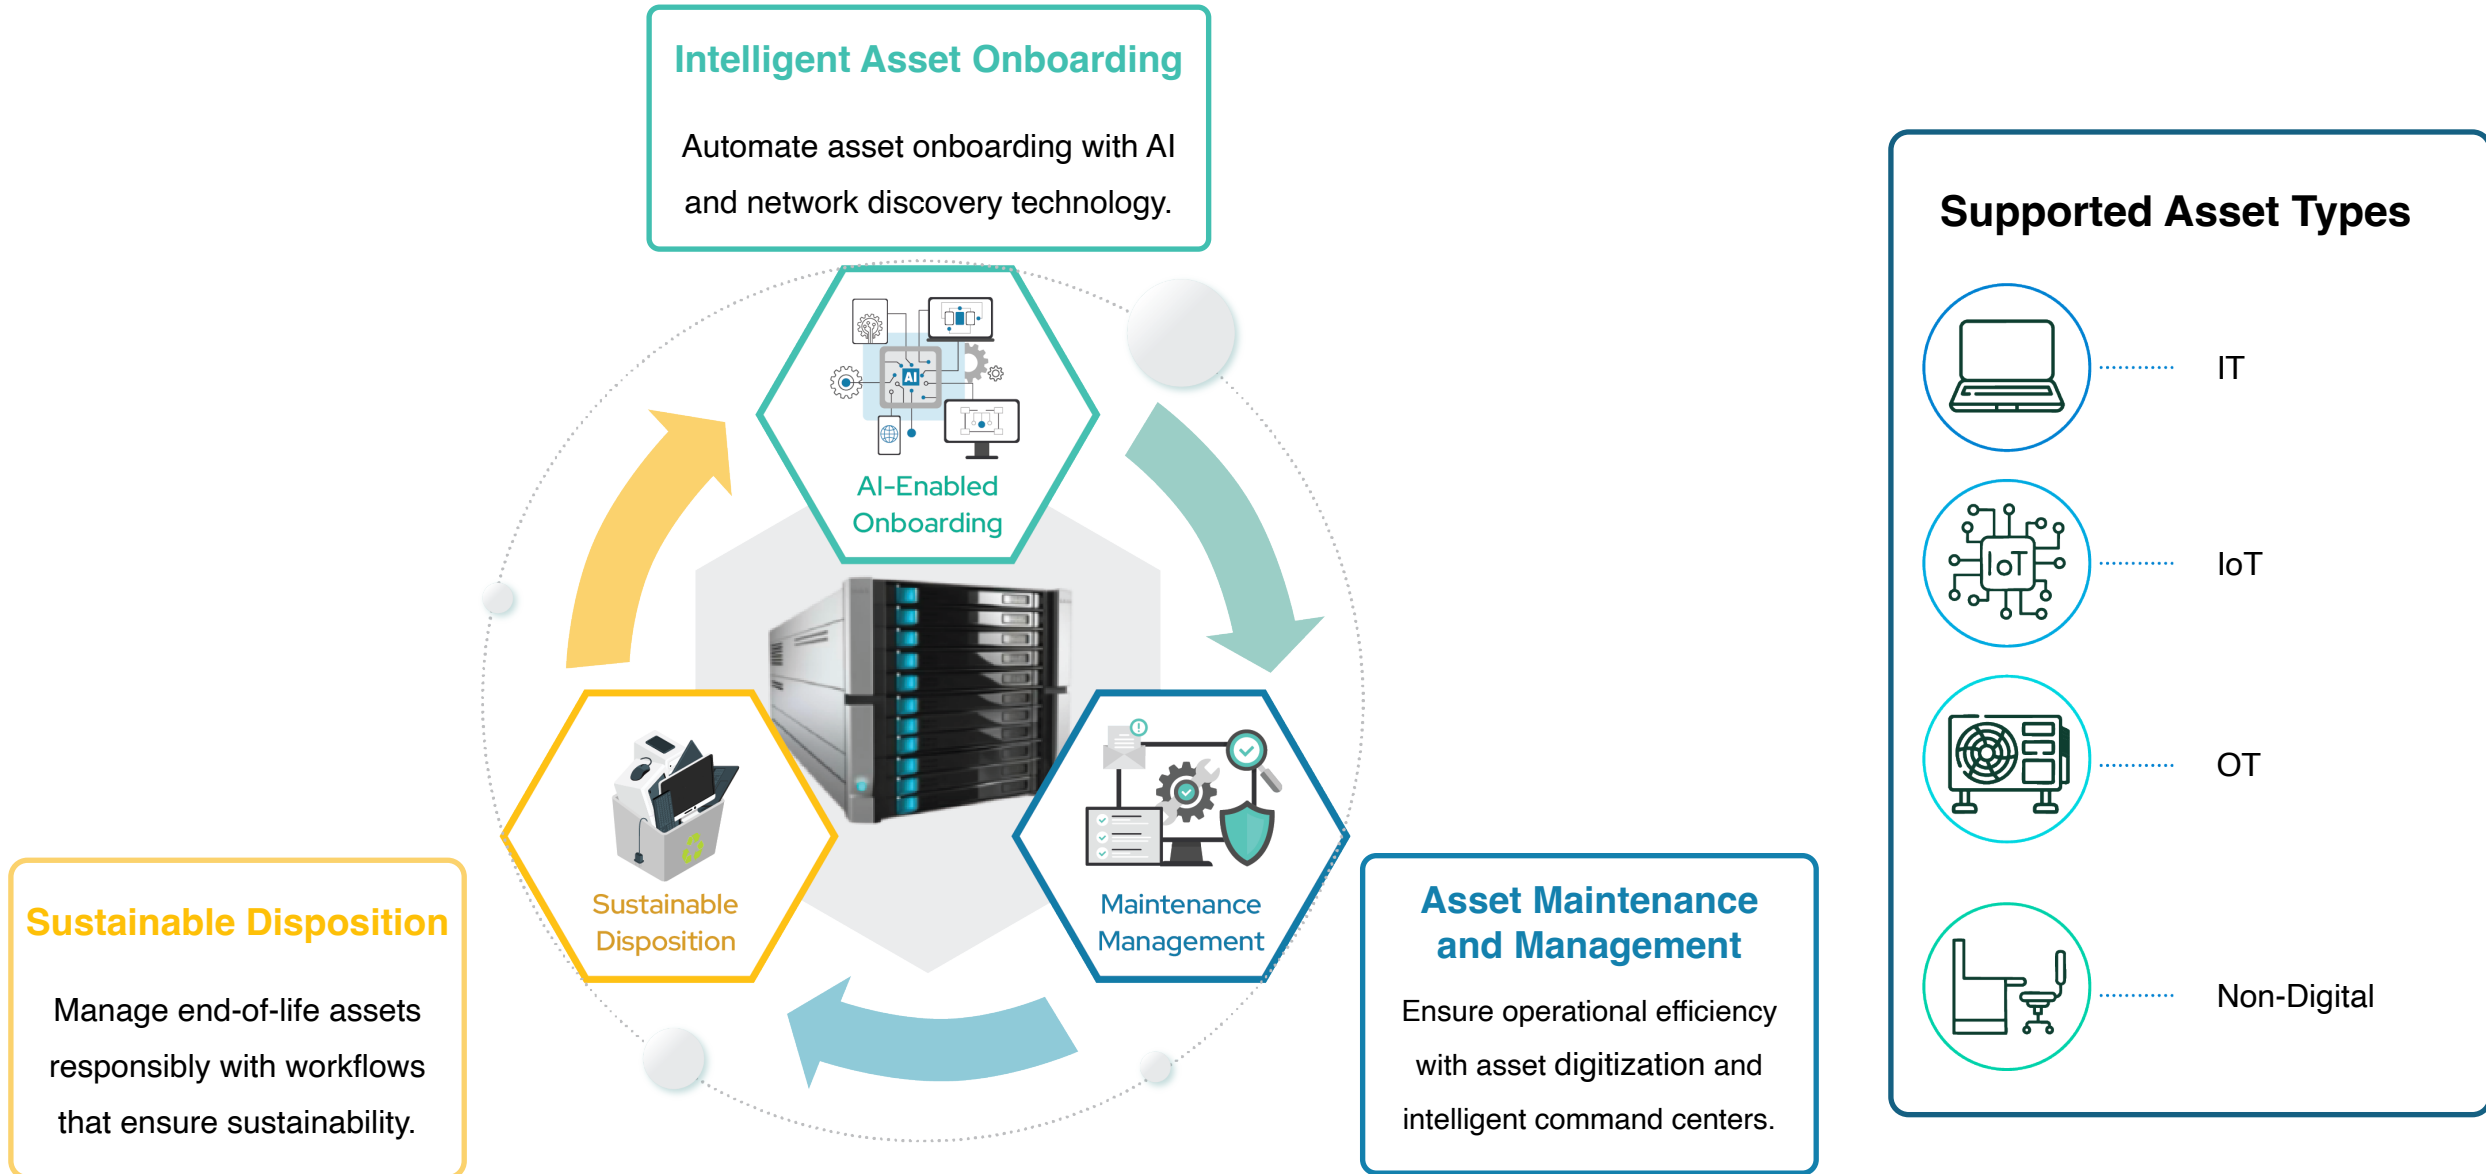 Intelligent Asset Onboarding
Automate asset onboarding with AI
and network discovery technology.
AI
AI-Enabled
Onboarding
Sustainable
Disposition
Maintenance
Management
Sustainable Disposition
Manage end-of-life assets
responsibly with workflows
that ensure sustainability.
Asset Maintenance
and Management
Ensure operational efficiency
with asset digitization and
intelligent command centers.
Supported Asset Types
IT
IoT
IoT
OT
Non-Digital